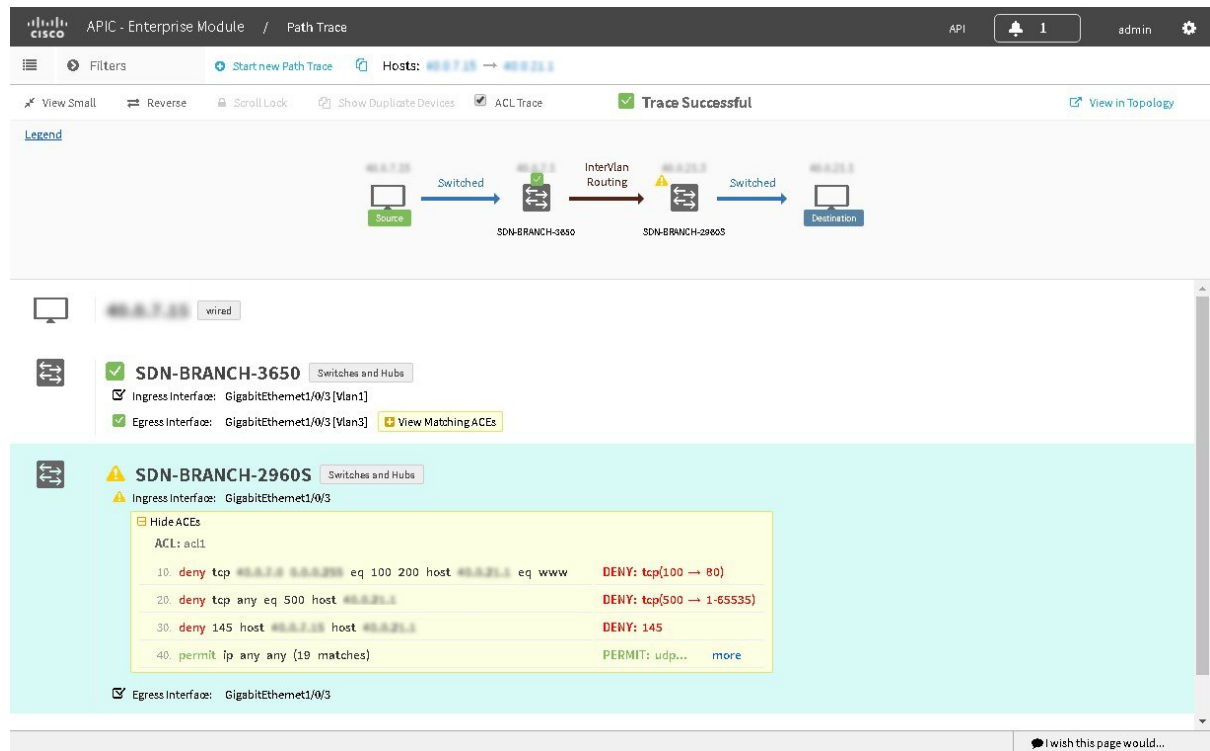 CISCO APIC - Enterprise Module / Path Trace API 1 admin
Filters Start new Path Trace Hosts: →
View Small Reverse Scroll Lock Show Duplicate Devices ACL Trace Trace Successful View in Topology
Legend
Switched InterVlan Routing Switched
Source SDN-BRANCH-3650 SDN-BRANCH-2960S Destination
wired
SDN-BRANCH-3650 Switches and Hubs
Ingress Interface: GigabitEthernet1/0/3 [Vlan1]
Egress Interface: GigabitEthernet1/0/3 [Vlan3] View Matching ACEs
SDN-BRANCH-2960S Switches and Hubs
Ingress Interface: GigabitEthernet1/0/3
Hide ACEs
ACL: acl1
10. deny tcp eq 100 200 host eq www DENY: tcp(100 → 80)
20. deny tcp any eq 500 host DENY: tcp(500 → 1-65535)
30. deny 145 host host DENY: 145
40. permit ip any any (19 matches) PERMIT: udp... more
Egress Interface: GigabitEthernet1/0/3
I wish this page would...